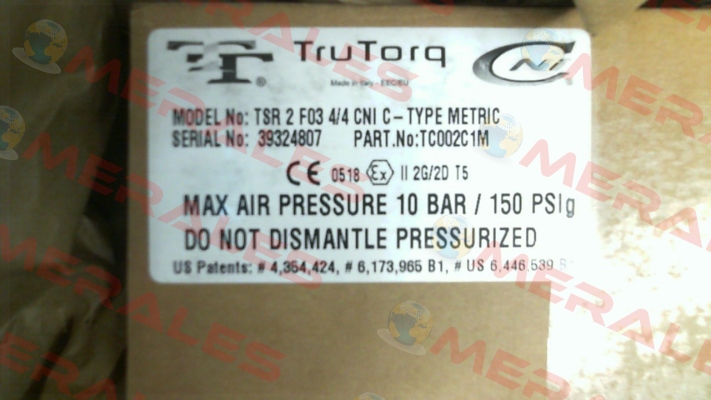 TruTorq
CNI
Made in Italy - EEC/EU
MODEL No: TSR 2 F03 4/4 CNI C-TYPE METRIC
SERIAL No: 39324807 PART.No:TC002C1M
CE 0518 Ex II 2G/2D T5
MAX AIR PRESSURE 10 BAR / 150 PSIg
DO NOT DISMANTLE PRESSURIZED
US Patents: # 4,354,424, # 6,173,965 B1, # US 6,446,539
MERALES
MERALES
MERALES
MERALES
MERALES